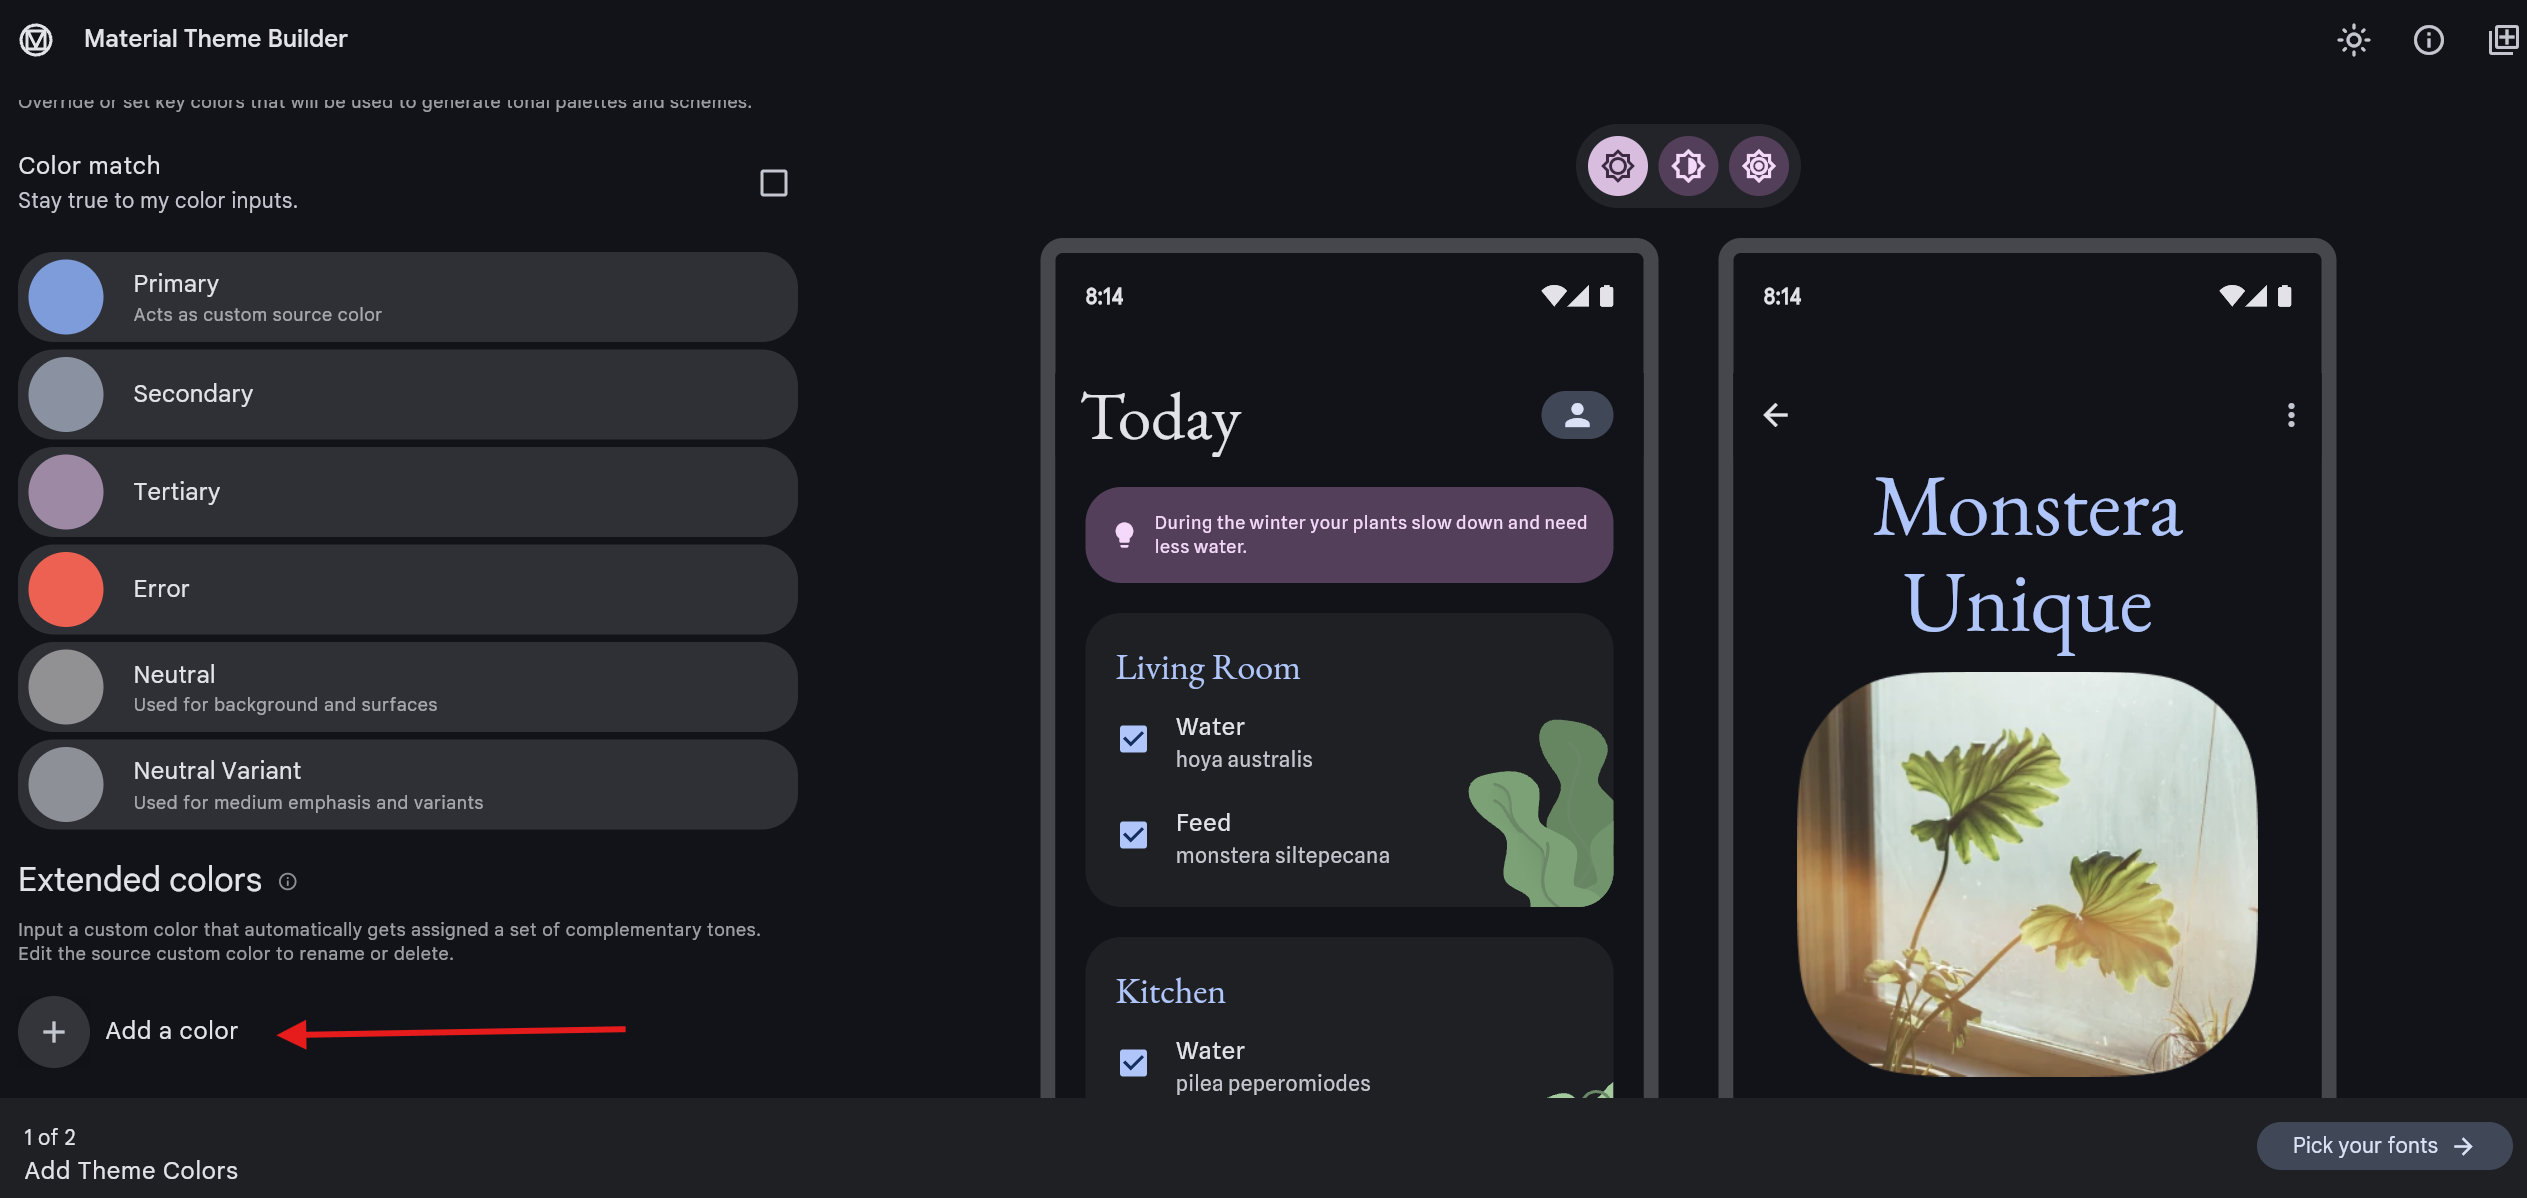 Material Theme Builder
Override or set key colors that will be used to generate tonal palettes and schemes.
Color match
Stay true to my color inputs.
Primary
Acts as custom source color
Secondary
Tertiary
Error
Neutral
Used for background and surfaces
Neutral Variant
Used for medium emphasis and variants
Extended colors
Input a custom color that automatically gets assigned a set of complementary tones.
Edit the source custom color to rename or delete.
Add a color
8:14
Today
During the winter your plants slow down and need
less water.
Living Room
Water
hoya australis
Feed
monstera siltepecana
Kitchen
Water
pilea peperomiodes
8:14
Monstera
Unique
1 of 2
Add Theme Colors
Pick your fonts